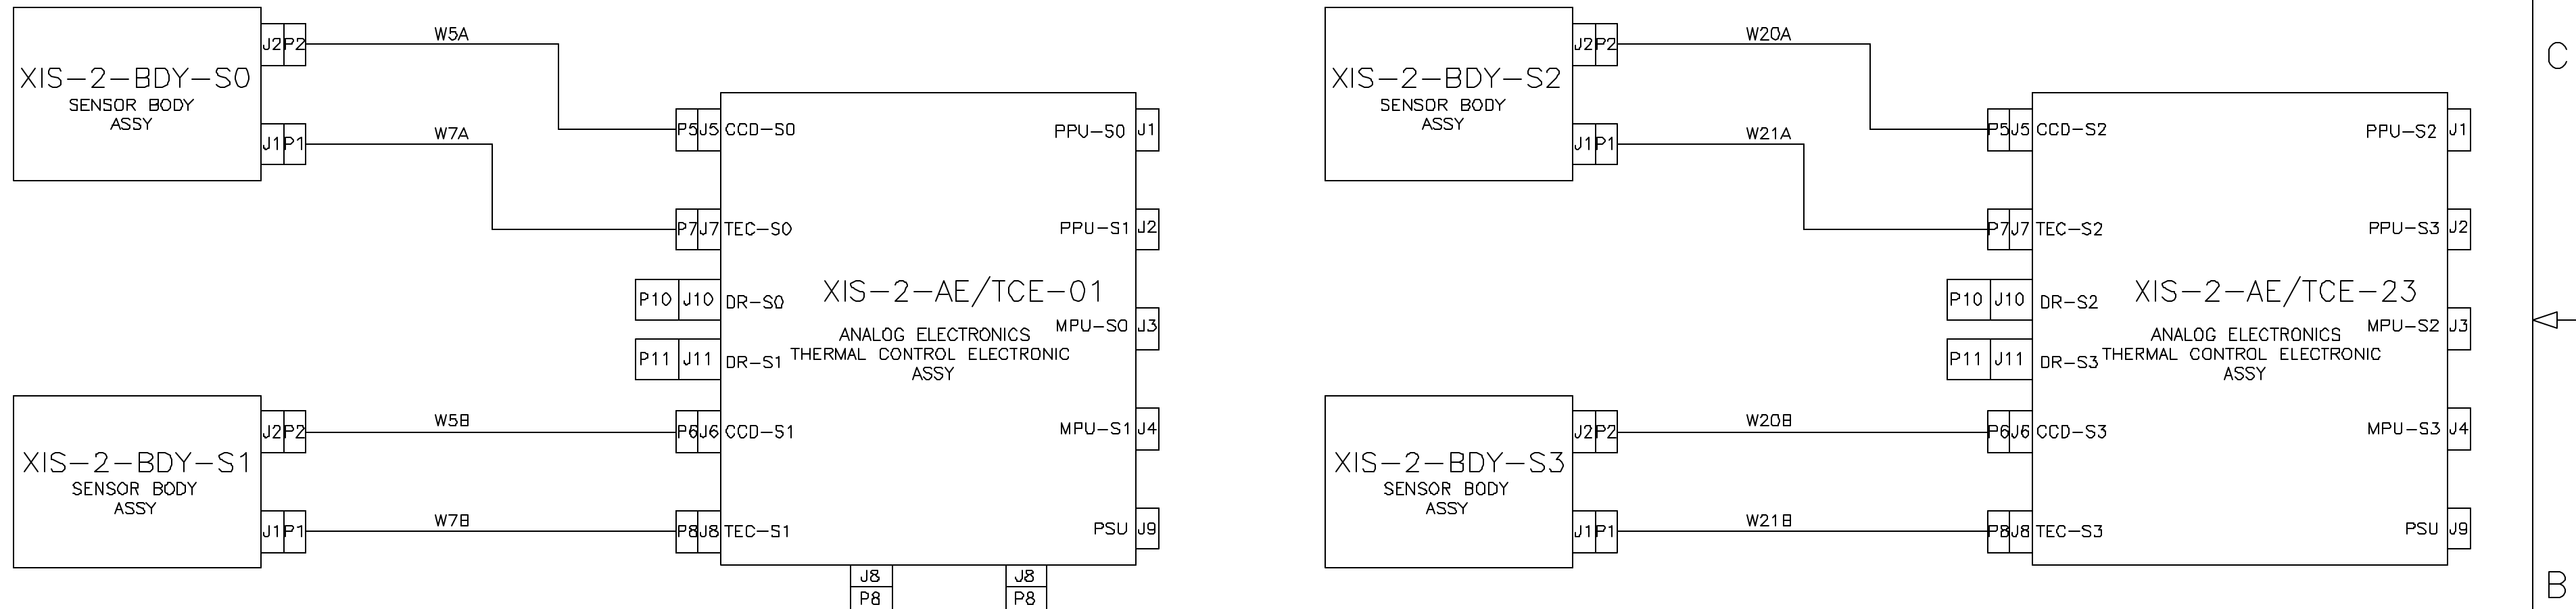 XIS-2-BDY-S0
SENSOR BODY
ASSY
J2 P2
J1 P1
W5A
W7A
XIS-2-BDY-S1
SENSOR BODY
ASSY
J2 P2
J1 P1
W5B
W7B
P5 J5 CCD-S0
P7 J7 TEC-S0
P10 J10 DR-S0
P11 J11 DR-S1
P6 J6 CCD-S1
P8 J8 TEC-S1
XIS-2-AE/TCE-01
ANALOG ELECTRONICS
THERMAL CONTROL ELECTRONIC
ASSY
PPU-S0 J1
PPU-S1 J2
MPU-S0 J3
MPU-S1 J4
PSU J9
J8
P8
J8
P8
XIS-2-BDY-S2
SENSOR BODY
ASSY
J2 P2
J1 P1
W20A
W21A
XIS-2-BDY-S3
SENSOR BODY
ASSY
J2 P2
J1 P1
W20B
W21B
P5 J5 CCD-S2
P7 J7 TEC-S2
P10 J10 DR-S2
P11 J11 DR-S3
P6 J6 CCD-S3
P8 J8 TEC-S3
XIS-2-AE/TCE-23
ANALOG ELECTRONICS
THERMAL CONTROL ELECTRONIC
ASSY
PPU-S2 J1
PPU-S3 J2
MPU-S2 J3
MPU-S3 J4
PSU J9
C
B